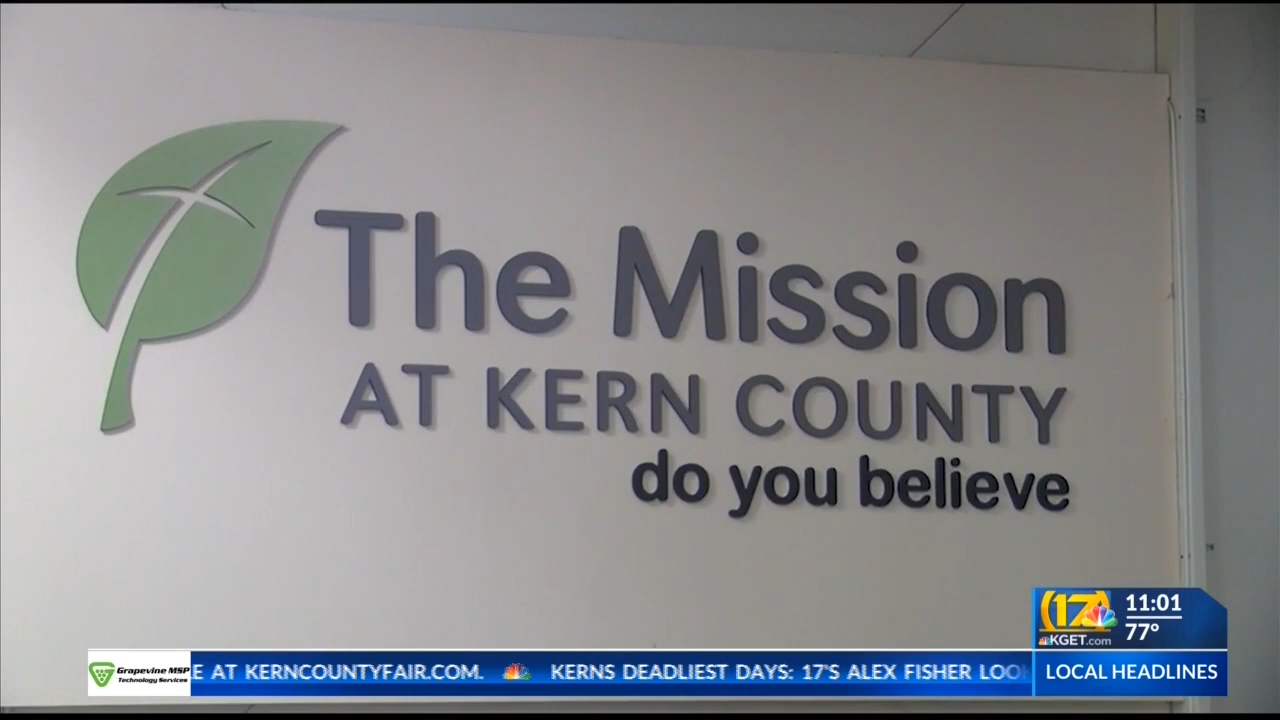 The Mission
AT KERN COUNTY
do you believe
17
KGET.com
11:01
77°
Grapevine MSP
Technology Services
E AT KERNCOUNTYFAIR.COM.
KERNS DEADLIEST DAYS: 17'S ALEX FISHER LOO
LOCAL HEADLINES